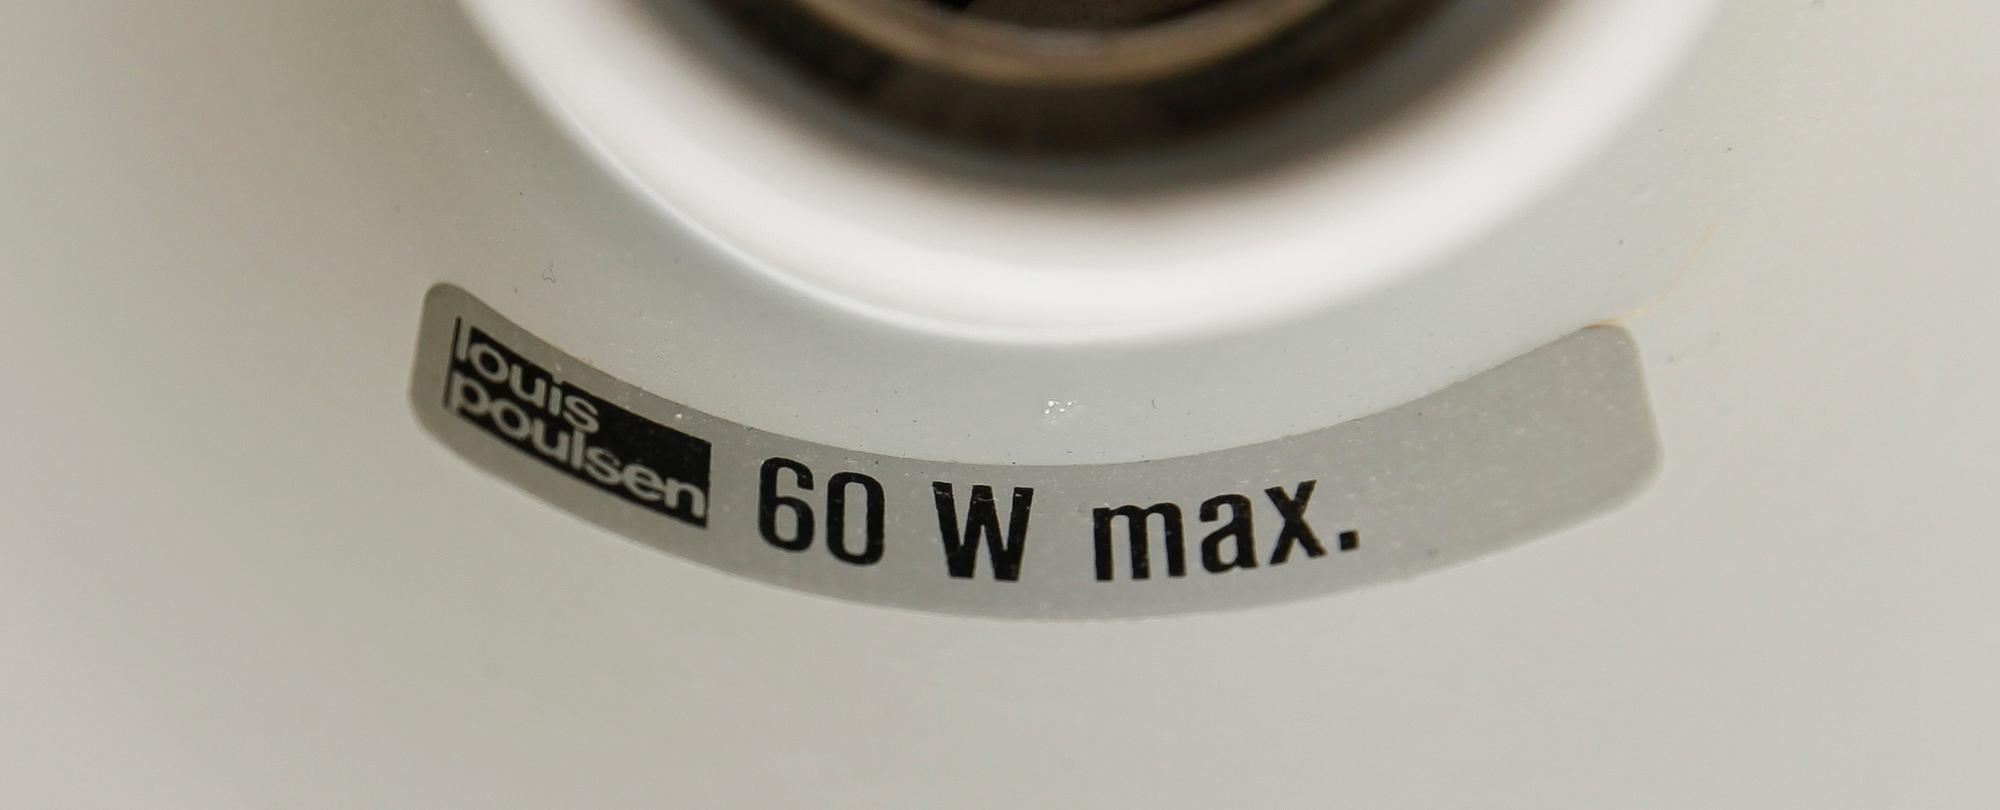 louis
poulsen
60 W max.